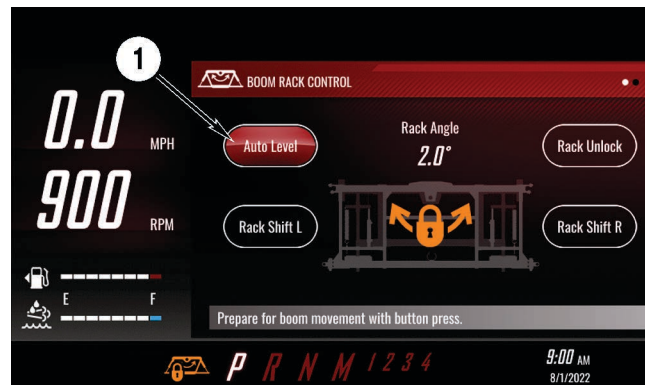 1
BOOM RACK CONTROL
0.0 MPH
Auto Level
Rack Angle
2.0°
Rack Unlock
900 RPM
Rack Shift L
Rack Shift R
E F
Prepare for boom movement with button press.
P R N M 1 2 3 4
9:00 AM
8/1/2022